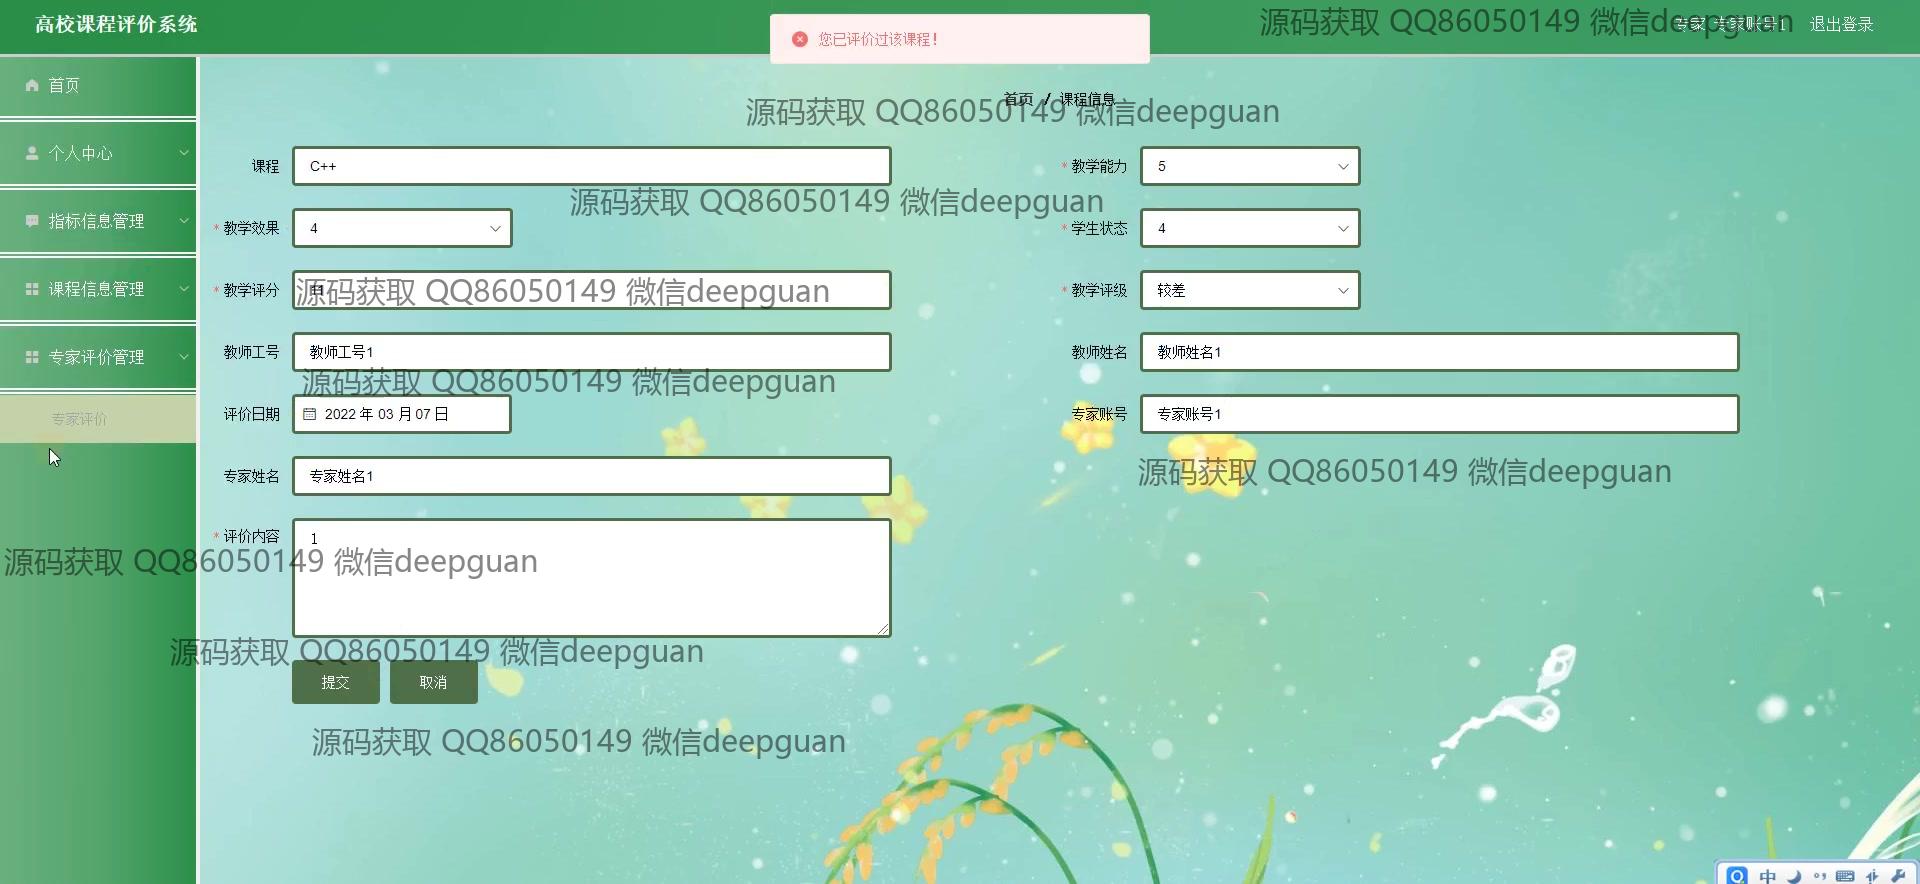 高校课程评价系统
您已评价过该课程!
源码获取 QQ86050149 微信deepguan
专家 专家账号1
退出登录
首页
首页 / 课程信息
源码获取 QQ86050149 微信deepguan
个人中心
课程 C++
* 教学能力 5
源码获取 QQ86050149 微信deepguan
指标信息管理
* 教学效果 4
* 学生状态 4
课程信息管理
* 教学评分
源码获取 QQ86050149 微信deepguan
* 教学评级 较差
专家评价管理
教师工号 教师工号1
教师姓名 教师姓名1
源码获取 QQ86050149 微信deepguan
专家评价
评价日期 2022 年 03 月 07 日
专家账号 专家账号1
专家姓名 专家姓名1
源码获取 QQ86050149 微信deepguan
* 评价内容 1
源码获取 QQ86050149 微信deepguan
源码获取 QQ86050149 微信deepguan
提交 取消
源码获取 QQ86050149 微信deepguan
中